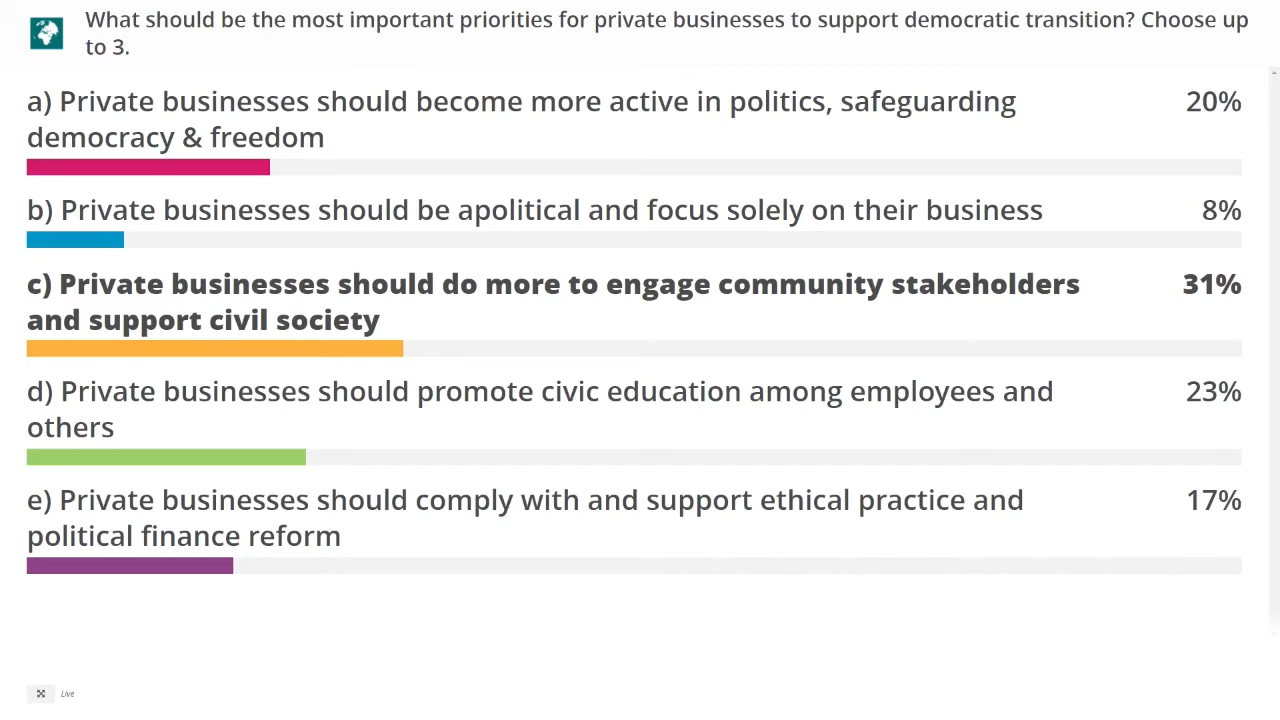 What should be the most important priorities for private businesses to support democratic transition? Choose up
to 3.
a) Private businesses should become more active in politics, safeguarding
democracy & freedom
20%
b) Private businesses should be apolitical and focus solely on their business
8%
c) Private businesses should do more to engage community stakeholders
and support civil society
31%
d) Private businesses should promote civic education among employees and
others
23%
e) Private businesses should comply with and support ethical practice and
political finance reform
17%
Live